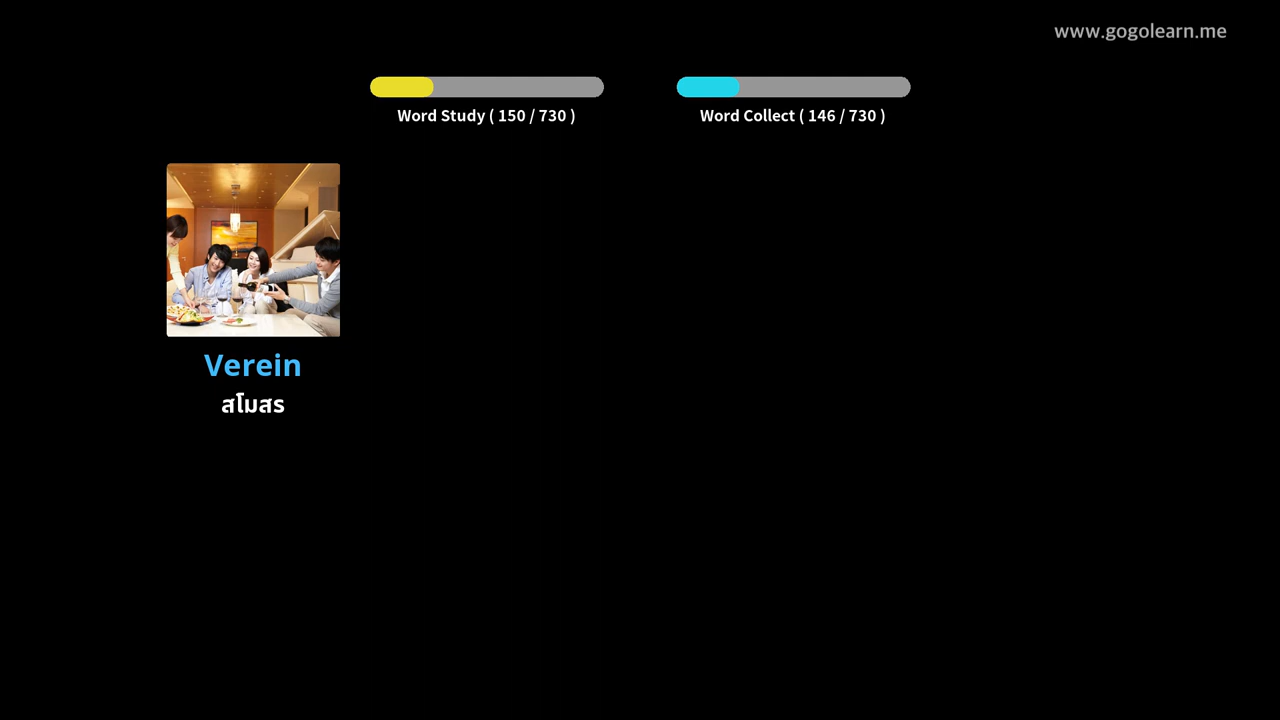 www.gogolearn.me
Word Study ( 150 / 730 )
Word Collect ( 146 / 730 )
Verein
สโมสร